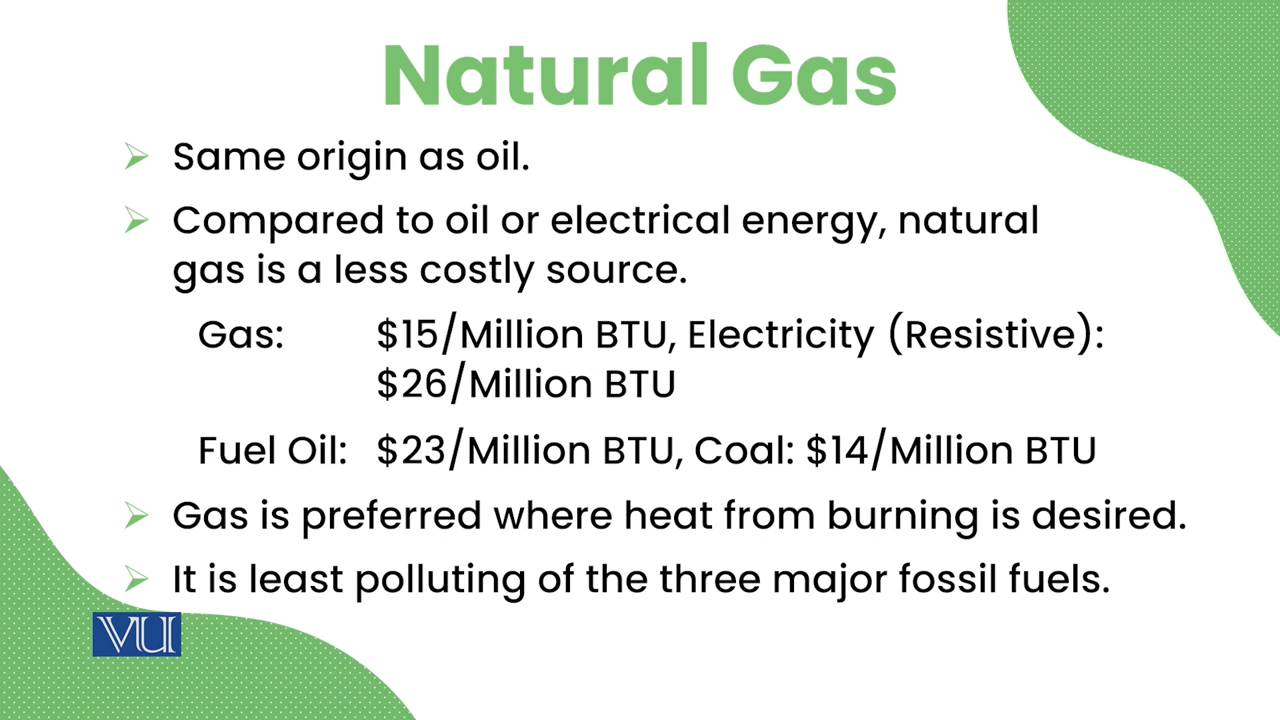 Natural Gas
Same origin as oil.
Compared to oil or electrical energy, natural
gas is a less costly source.
Gas: $15/Million BTU, Electricity (Resistive):
$26/Million BTU
Fuel Oil: $23/Million BTU, Coal: $14/Million BTU
Gas is preferred where heat from burning is desired.
It is least polluting of the three major fossil fuels.
VU